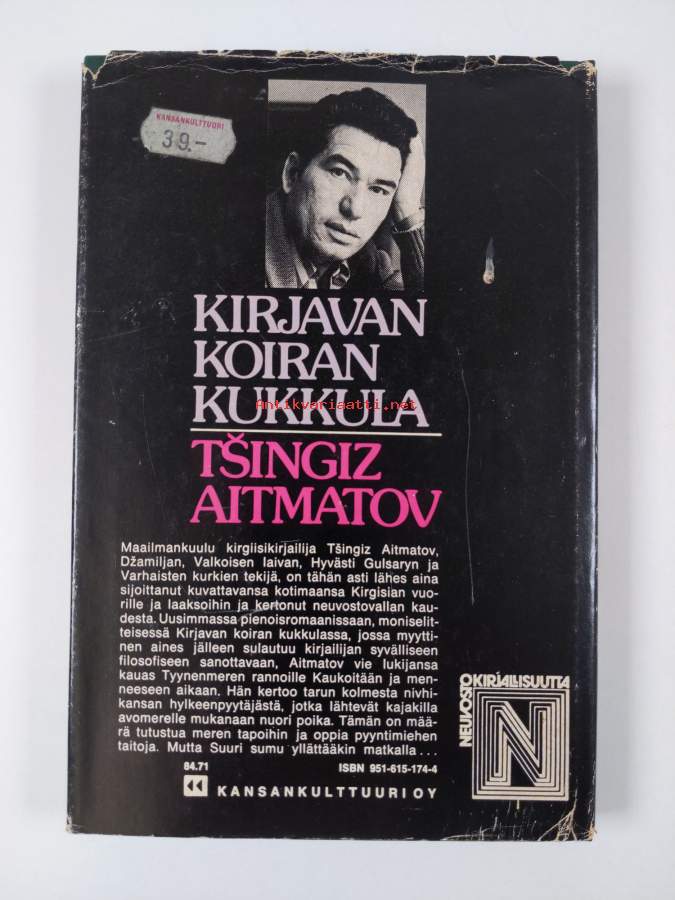 KANSANKULTTUURI
39.-
KIRJAVAN
KOIRAN
KUKKULA
Antikvariaatti.net
TŠINGIZ
AITMATOV
Maailmankuulu kirgiisikirjailija Tšingiz Aitmatov,
Džamiljan, Valkoisen laivan, Hyvästi Gulsaryn ja
Varhaisten kurkien tekijä, on tähän asti lähes aina
sijoittanut kuvattavansa kotimaansa Kirgisian vuo-
rille ja laaksoihin ja kertonut neuvostovallan kau-
desta. Uusimmassa pienoisromaanissaan, moniselit-
teisessä Kirjavan koiran kukkulassa, jossa myytti-
nen aines jälleen sulautuu kirjailijan syvälliseen
filosofiseen sanottavaan, Aitmatov vie lukijansa
kauas Tyynenmeren rannoille Kaukoitään ja men-
neeseen aikaan. Hän kertoo tarun kolmesta nivhi-
kansan hylkeenpyytäjästä, jotka lähtevät kajakilla
avomerelle mukanaan nuori poika. Tämän on mää-
rä tutustua meren tapoihin ja oppia pyyntimiehen
taitoja. Mutta Suuri sumu yllättääkin matkalla...
84.71 ISBN 951-615-174-4
KANSANKULTTUURI OY
NEUVOSTOKIRJALLISUUTTA
N